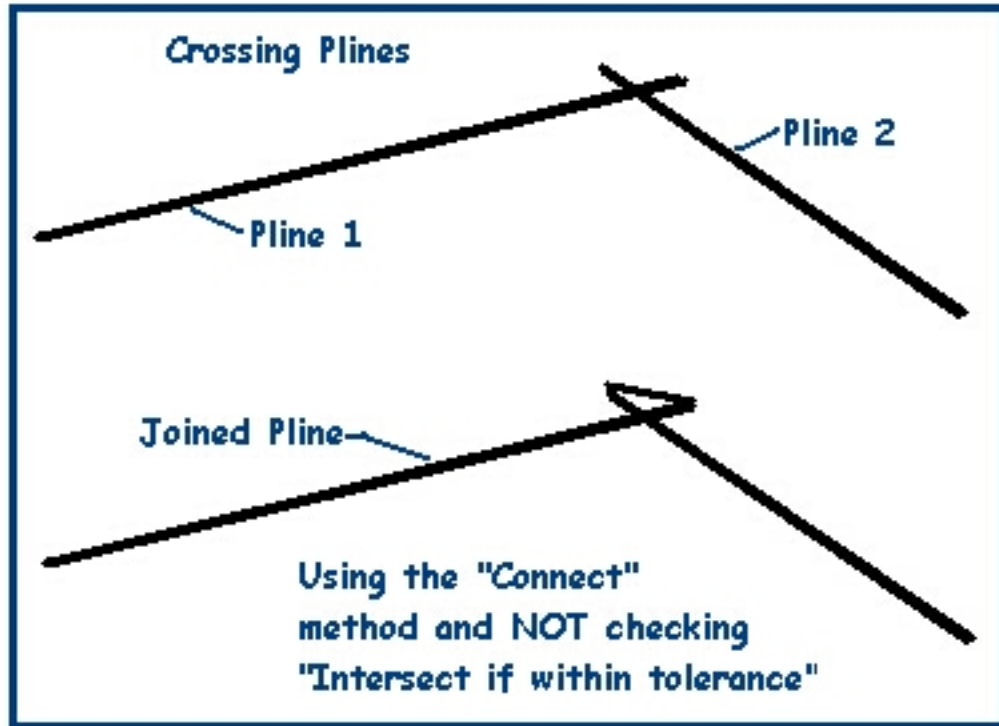 Crossing Plines
Pline 2
Pline 1
Joined Pline
Using the "Connect"
method and NOT checking
"Intersect if within tolerance"